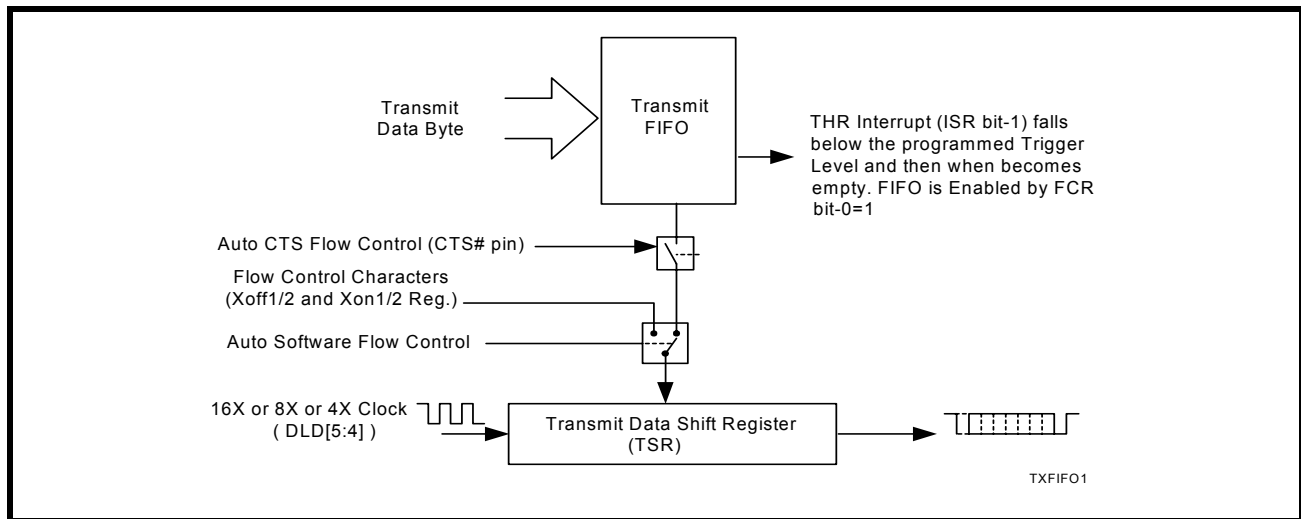 Transmit
Data Byte
Transmit
FIFO
THR Interrupt (ISR bit-1) falls
below the programmed Trigger
Level and then when becomes
empty. FIFO is Enabled by FCR
bit-0=1
Auto CTS Flow Control (CTS# pin)
Flow Control Characters
(Xoff1/2 and Xon1/2 Reg.)
Auto Software Flow Control
16X or 8X or 4X Clock
( DLD[5:4] )
Transmit Data Shift Register
(TSR)
TXFIFO1